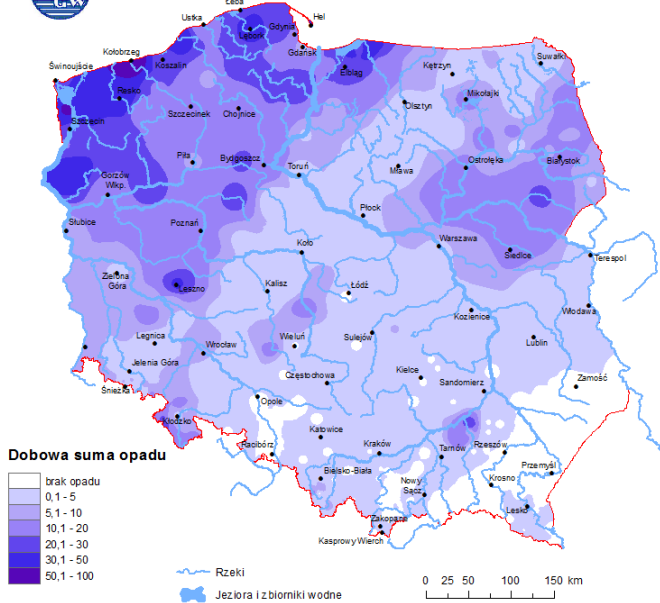 Łeba
Hel
Ustka
Gdynia
Lębork
Gdańsk
Kołobrzeg
Koszalin
Świnoujście
Elbląg
Kętrzyn
Suwałki
Resko
Mikołajki
Olsztyn
Szczecinek
Chojnice
Szczecin
Piła
Bydgoszcz
Toruń
Mława
Ostrołęka
Białystok
Gorzów
Wlkp.
Płock
Słubice
Poznań
Koło
Warszawa
Siedlce
Terespol
Zielona
Góra
Leszno
Kalisz
Łódź
Kozienice
Włodawa
Legnica
Wrocław
Wieluń
Sulejów
Lublin
Jelenia Góra
Śnieżka
Częstochowa
Kielce
Sandomierz
Zamość
Opole
Kłodzko
Katowice
Racibórz
Kraków
Tarnów
Rzeszów
Przemyśl
Bielsko-Biała
Nowy
Sącz
Krosno
Lesko
Zakopane
Kasprowy Wierch
Dobowa suma opadu
brak opadu
0,1 - 5
5,1 - 10
10,1 - 20
20,1 - 30
30,1 - 50
50,1 - 100
Rzeki
Jeziora i zbiorniki wodne
0 25 50 100 150 km